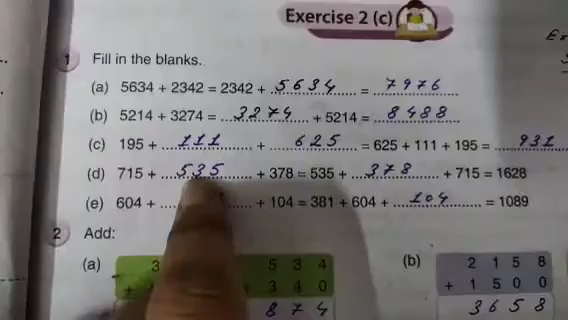 Exercise 2 (c)
Ex
1 Fill in the blanks.
(a) 5634 + 2342 = 2342 + 5634 = 7976
(b) 5214 + 3274 = 3274 + 5214 = 8488
(c) 195 + 111 + 625 = 625 + 111 + 195 = 931
(d) 715 + 535 + 378 = 535 + 378 + 715 = 1628
(e) 604 + + 104 = 381 + 604 + 104 = 1089
2 Add:
(a) 3 5 3 4 (b) 2 1 5 8
+ + 3 4 0 + 1 5 0 0
8 7 4 3 6 5 8